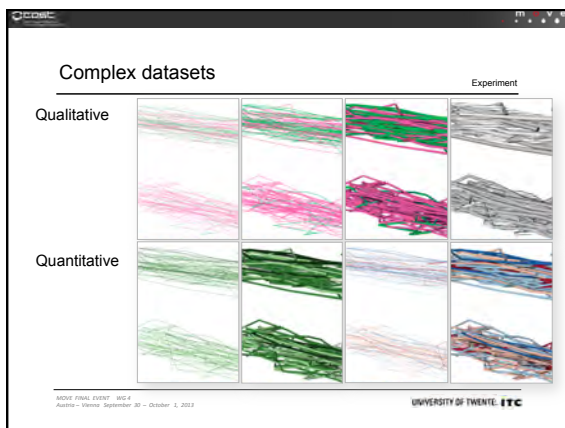 cost
m o v e
Complex datasets
Experiment
Qualitative
Quantitative
MOVE FINAL EVENT WG 4
Austria – Vienna September 30 – October 1, 2013
UNIVERSITY OF TWENTE. ITC